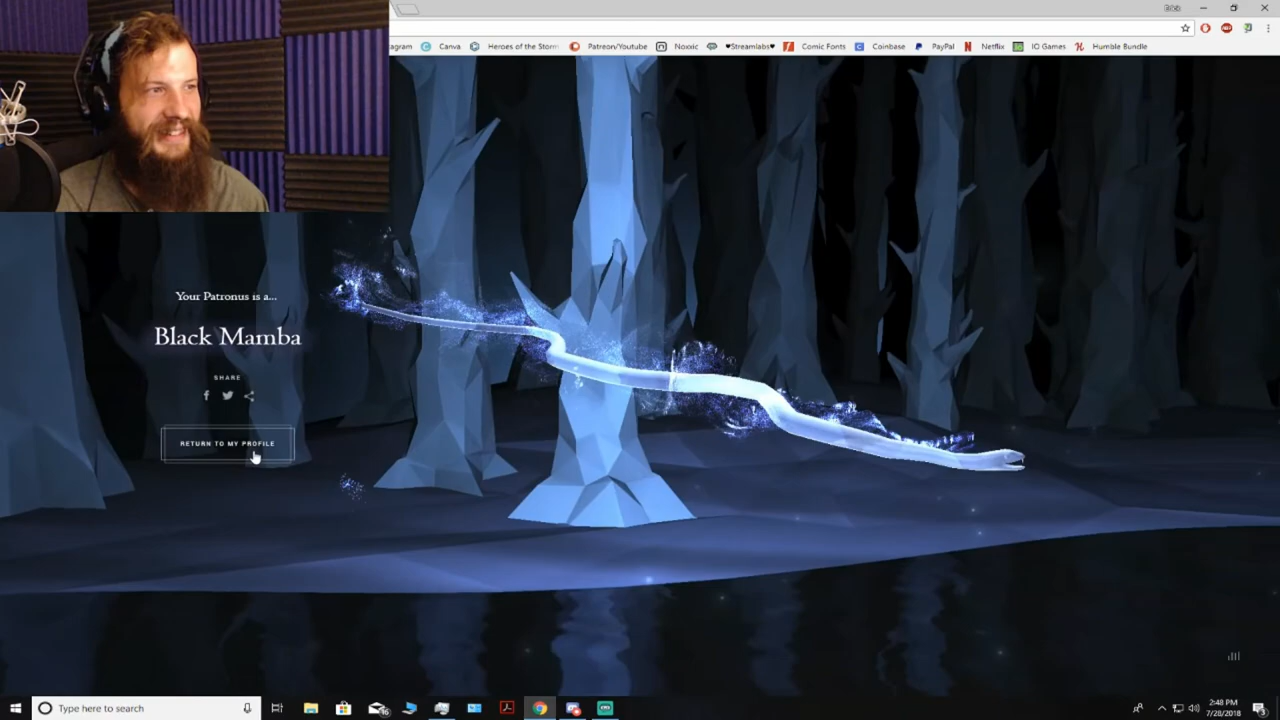 agram Canva Heroes of the Storm Patreon/Youtube Noxxic ♥Streamlabs♥ Comic Fonts Coinbase PayPal Netflix IO Games Humble Bundle
Your Patronus is a...
Black Mamba
SHARE
RETURN TO MY PROFILE
Type here to search
2:48 PM
7/28/2018